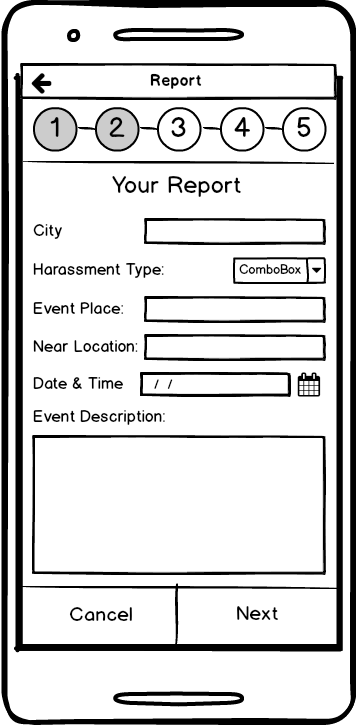 Report
1 2 3 4 5
Your Report
City
Harassment Type: ComboBox
Event Place:
Near Location:
Date & Time / /
Event Description:
Cancel Next